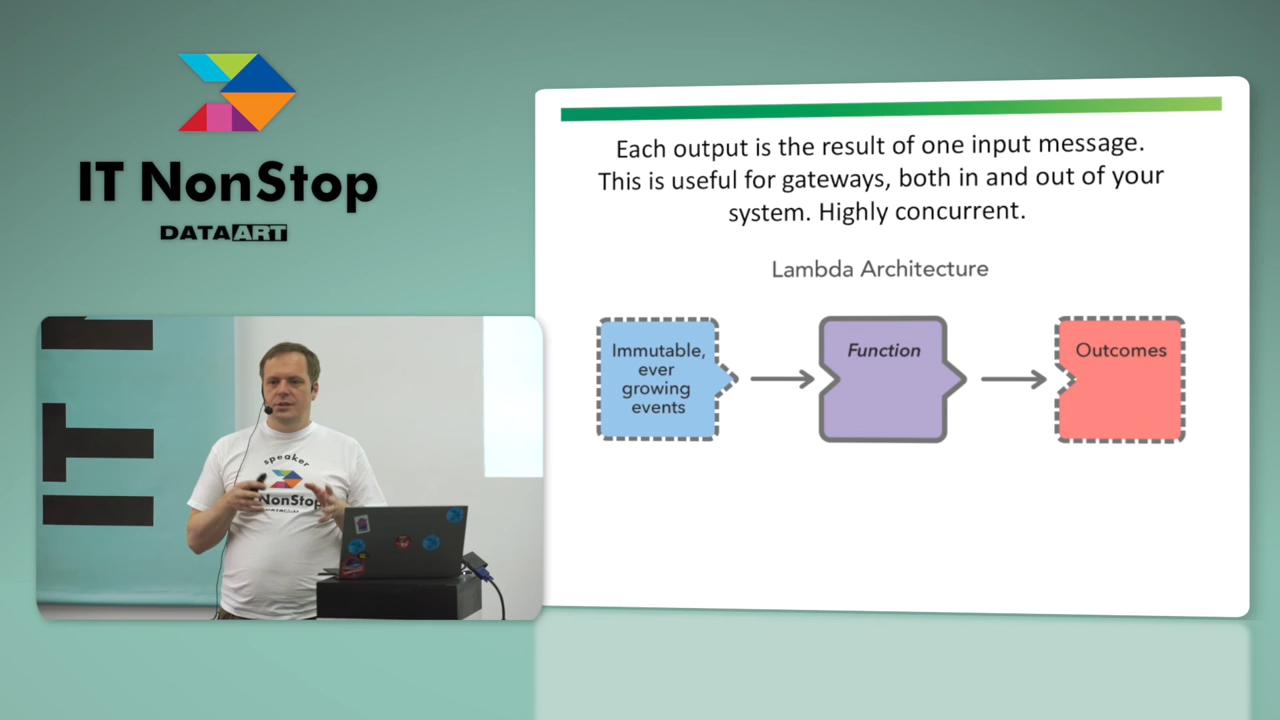 IT NonStop
DATAART
Each output is the result of one input message.
This is useful for gateways, both in and out of your
system. Highly concurrent.
Lambda Architecture
Immutable,
ever
growing
events
Function
Outcomes
IT
speaker
NonStop